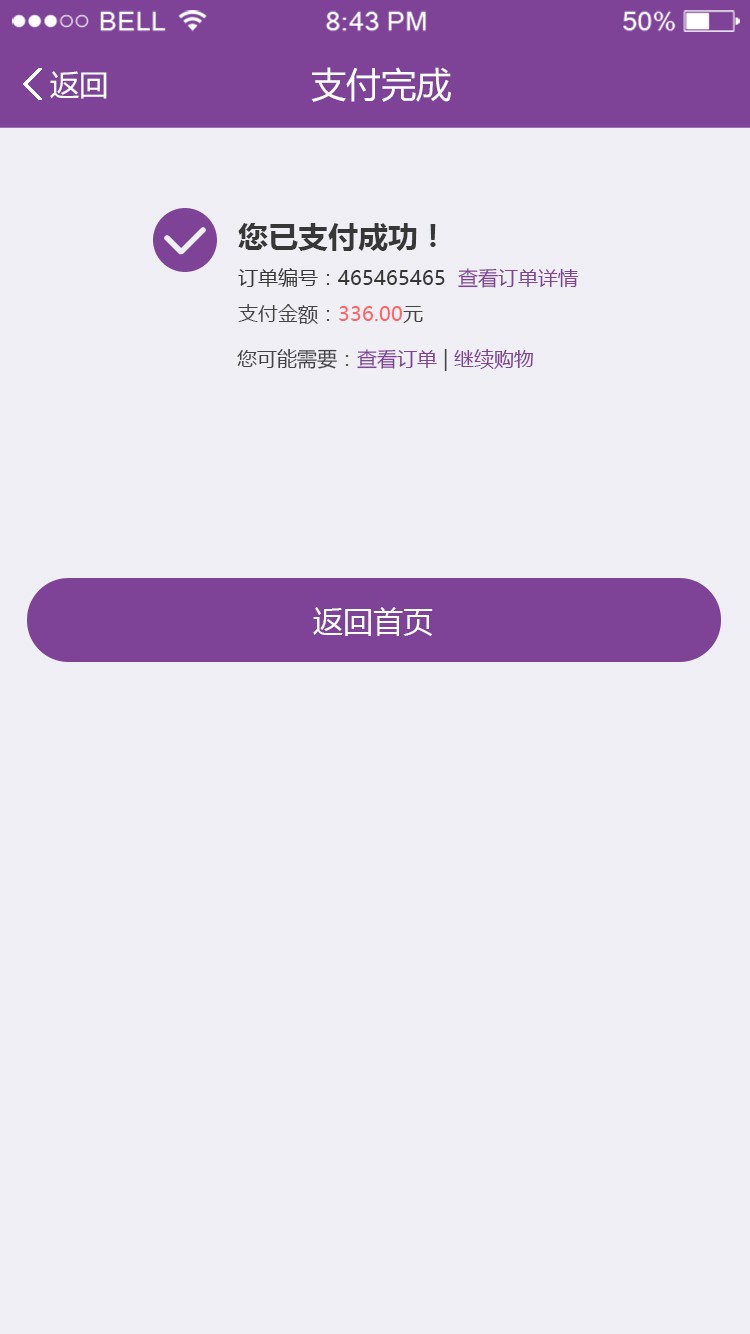 BELL 8:43 PM 50%
返回 支付完成
您已支付成功！
订单编号：465465465 查看订单详情
支付金额：336.00元
您可能需要：查看订单 | 继续购物
返回首页